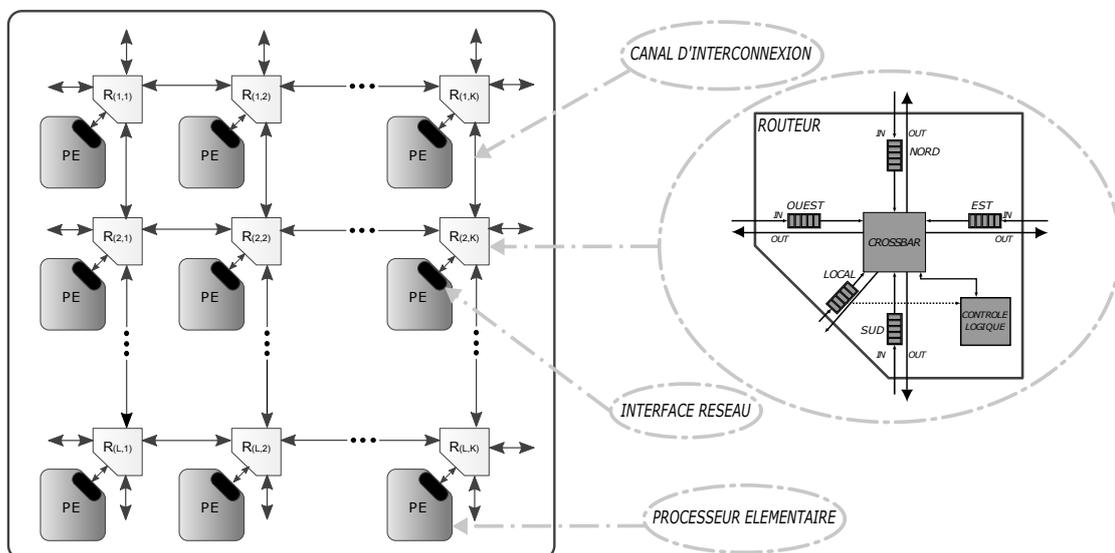 R(1,1)
R(1,2)
R(1,K)
PE
PE
PE
R(2,1)
R(2,2)
R(2,K)
PE
PE
PE
R(L,1)
R(L,2)
R(L,K)
PE
PE
PE
CANAL D'INTERCONNEXION
INTERFACE RESEAU
PROCESSEUR ELEMENTAIRE
ROUTEUR
IN
OUT
NORD
OUEST
IN
OUT
EST
IN
OUT
CROSSBAR
LOCAL
CONTROLE
LOGIQUE
SUD
IN
OUT